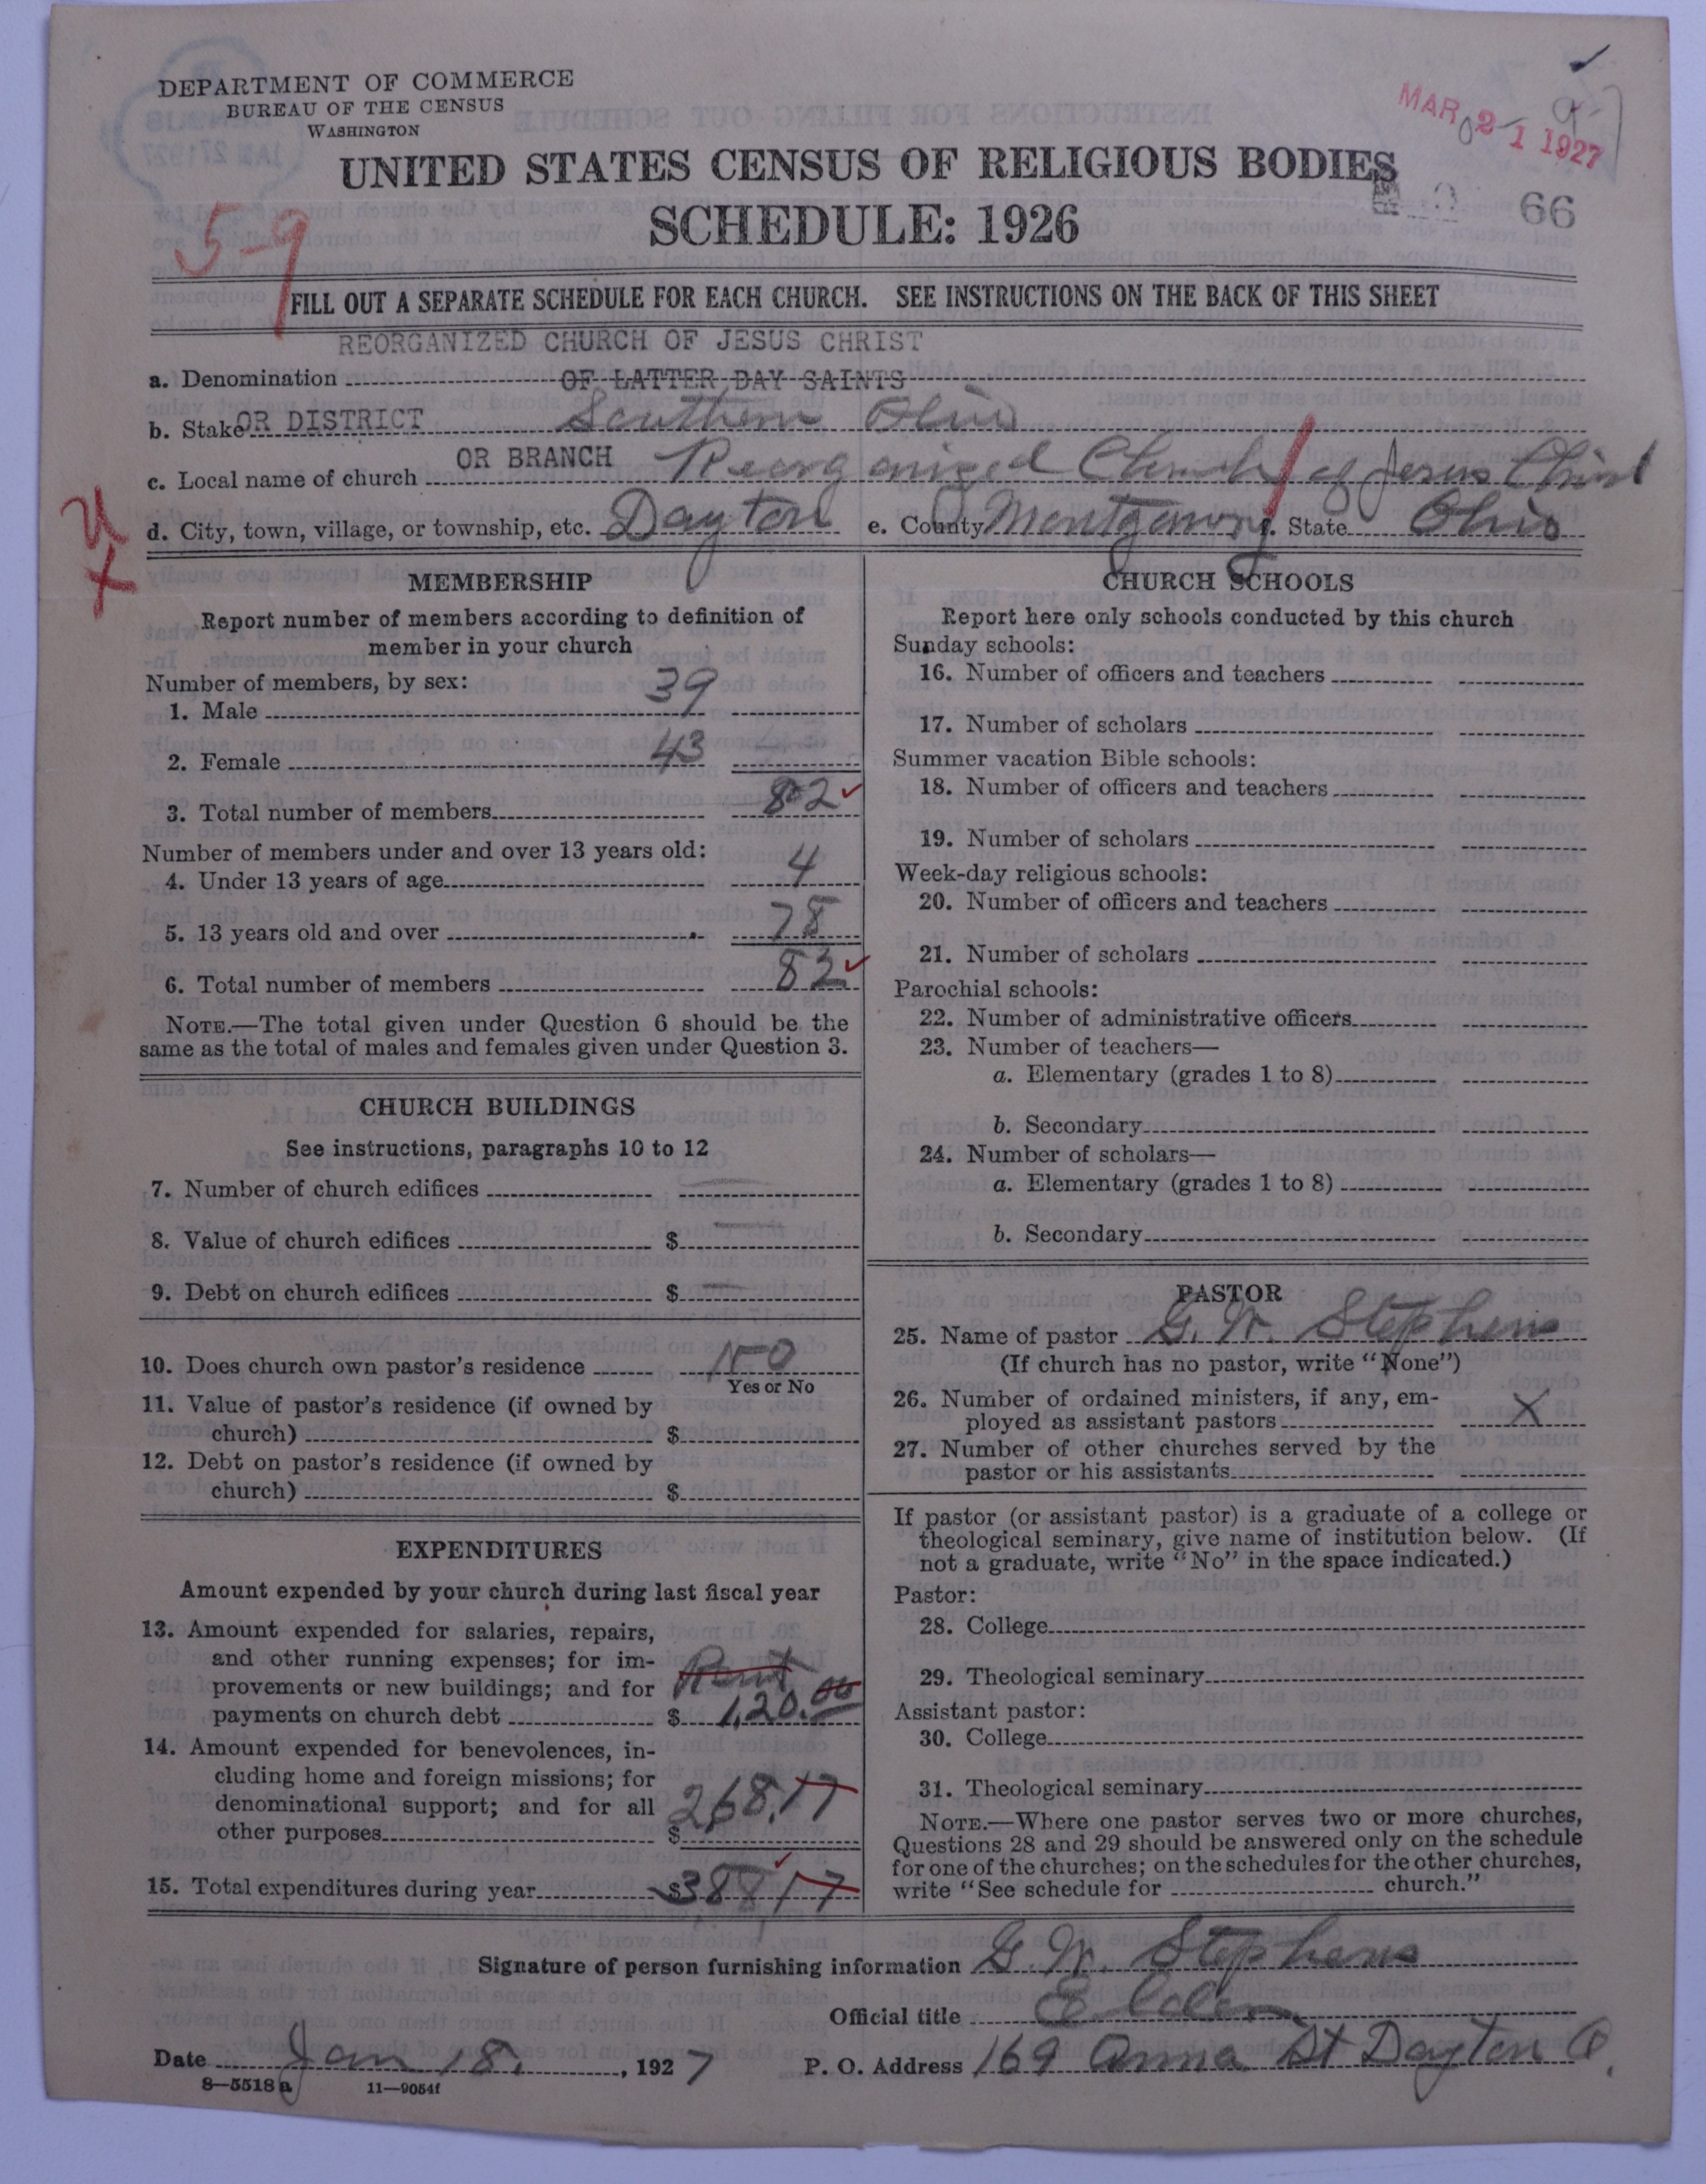 DEPARTMENT OF COMMERCE
BUREAU OF THE CENSUS
WASHINGTON
MAR 21 1927
UNITED STATES CENSUS OF RELIGIOUS BODIES
SCHEDULE: 1926
66
5-9
FILL OUT A SEPARATE SCHEDULE FOR EACH CHURCH. SEE INSTRUCTIONS ON THE BACK OF THIS SHEET
REORGANIZED CHURCH OF JESUS CHRIST
a. Denomination OF LATTER DAY SAINTS
b. Stake OR DISTRICT Southern Ohio
c. Local name of church OR BRANCH Reorganized Church of Jesus Christ
d. City, town, village, or township, etc. Dayton e. County Montgomery f. State Ohio
MEMBERSHIP
Report number of members according to definition of
member in your church
Number of members, by sex:
1. Male 39
2. Female 43
3. Total number of members 82
Number of members under and over 13 years old:
4. Under 13 years of age 4
5. 13 years old and over 78
6. Total number of members 82
NOTE.—The total given under Question 6 should be the
same as the total of males and females given under Question 3.
CHURCH BUILDINGS
See instructions, paragraphs 10 to 12
7. Number of church edifices —
8. Value of church edifices $ —
9. Debt on church edifices $ —
10. Does church own pastor's residence No
Yes or No
11. Value of pastor's residence (if owned by
church) $
12. Debt on pastor's residence (if owned by
church) $
EXPENDITURES
Amount expended by your church during last fiscal year
13. Amount expended for salaries, repairs,
and other running expenses; for im-
provements or new buildings; and for Rent
payments on church debt $ 120.00
14. Amount expended for benevolences, in-
cluding home and foreign missions; for
denominational support; and for all 268.17
other purposes $
15. Total expenditures during year $388.17
CHURCH SCHOOLS
Report here only schools conducted by this church
Sunday schools:
16. Number of officers and teachers
17. Number of scholars
Summer vacation Bible schools:
18. Number of officers and teachers
19. Number of scholars
Week-day religious schools:
20. Number of officers and teachers
21. Number of scholars
Parochial schools:
22. Number of administrative officers
23. Number of teachers—
a. Elementary (grades 1 to 8)
b. Secondary
24. Number of scholars—
a. Elementary (grades 1 to 8)
b. Secondary
PASTOR
25. Name of pastor G. W. Stephens
(If church has no pastor, write "None")
26. Number of ordained ministers, if any, em-
ployed as assistant pastors X
27. Number of other churches served by the
pastor or his assistants
If pastor (or assistant pastor) is a graduate of a college or
theological seminary, give name of institution below. (If
not a graduate, write "No" in the space indicated.)
Pastor:
28. College
29. Theological seminary
Assistant pastor:
30. College
31. Theological seminary
NOTE.—Where one pastor serves two or more churches,
Questions 28 and 29 should be answered only on the schedule
for one of the churches; on the schedules for the other churches,
write "See schedule for church."
Signature of person furnishing information G. W. Stephens
Official title Elder
Date Jan 18, 1927 P. O. Address 169 Anna St Dayton O.
8—5518 a 11—9054f